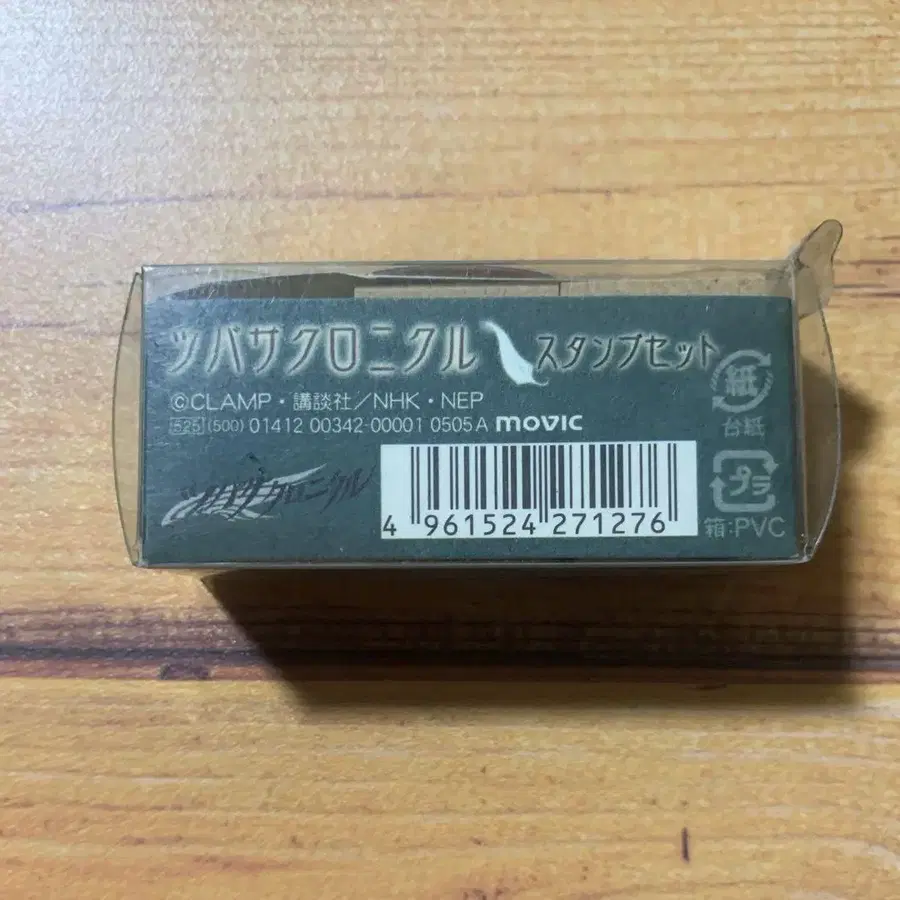 ツバサクロニクル スタンプセット
©CLAMP・講談社/NHK・NEP
525 (500) 01412 00342-00001 0505A movic
ツバサクロニクル
4 961524 271276
紙
台紙
プラ
箱:PVC